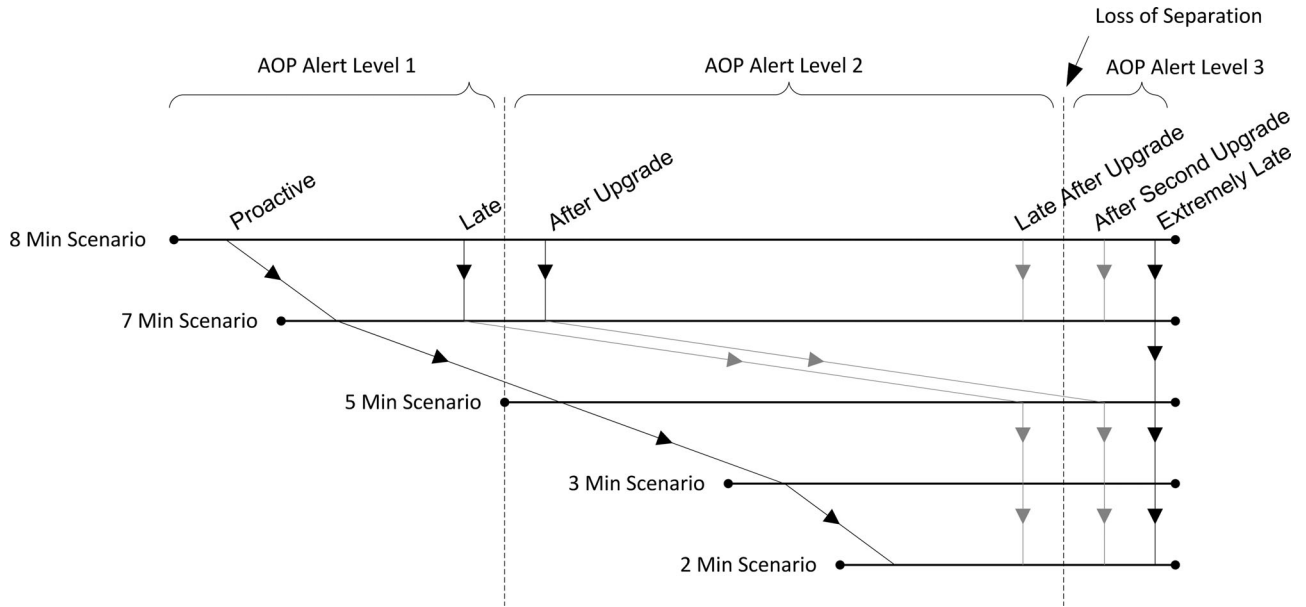 Loss of Separation
AOP Alert Level 1
AOP Alert Level 2
AOP Alert Level 3
Proactive
Late
After Upgrade
Late After Upgrade
After Second Upgrade
Extremely Late
8 Min Scenario
7 Min Scenario
5 Min Scenario
3 Min Scenario
2 Min Scenario